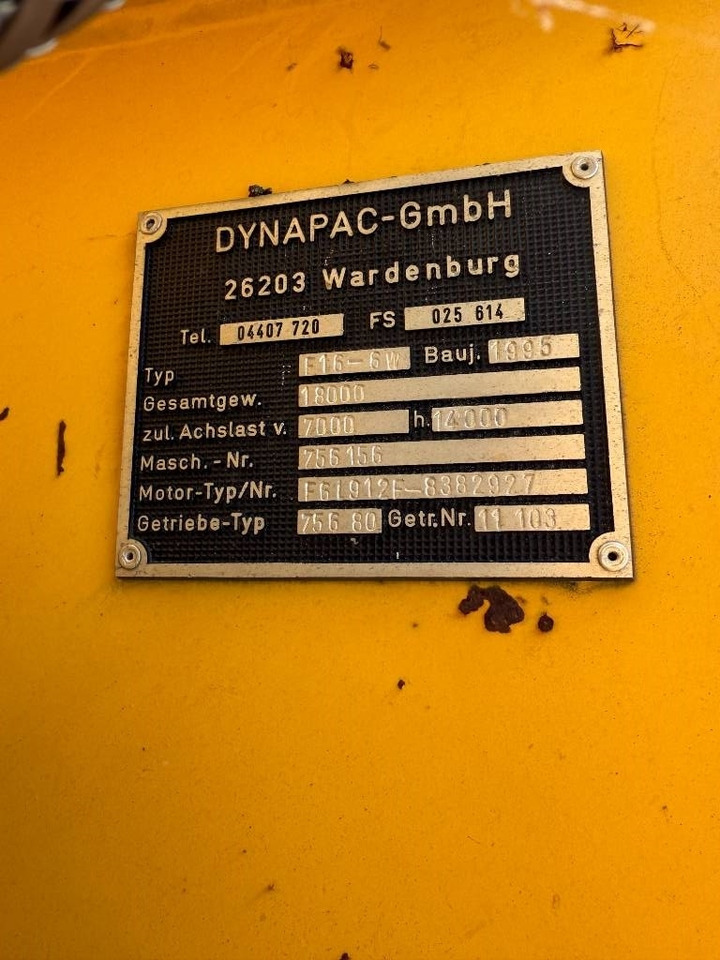 DYNAPAC-GmbH
26203 Wardenburg
Tel. 04407 720 FS 025 614
Typ F16-6W Bauj. 1995
Gesamtgew. 18000
zul. Achslast v. 7000 h. 14000
Masch.-Nr. 756156
Motor-Typ/Nr. F6L912F-8382927
Getriebe-Typ 756 80 Getr.Nr. 11 103